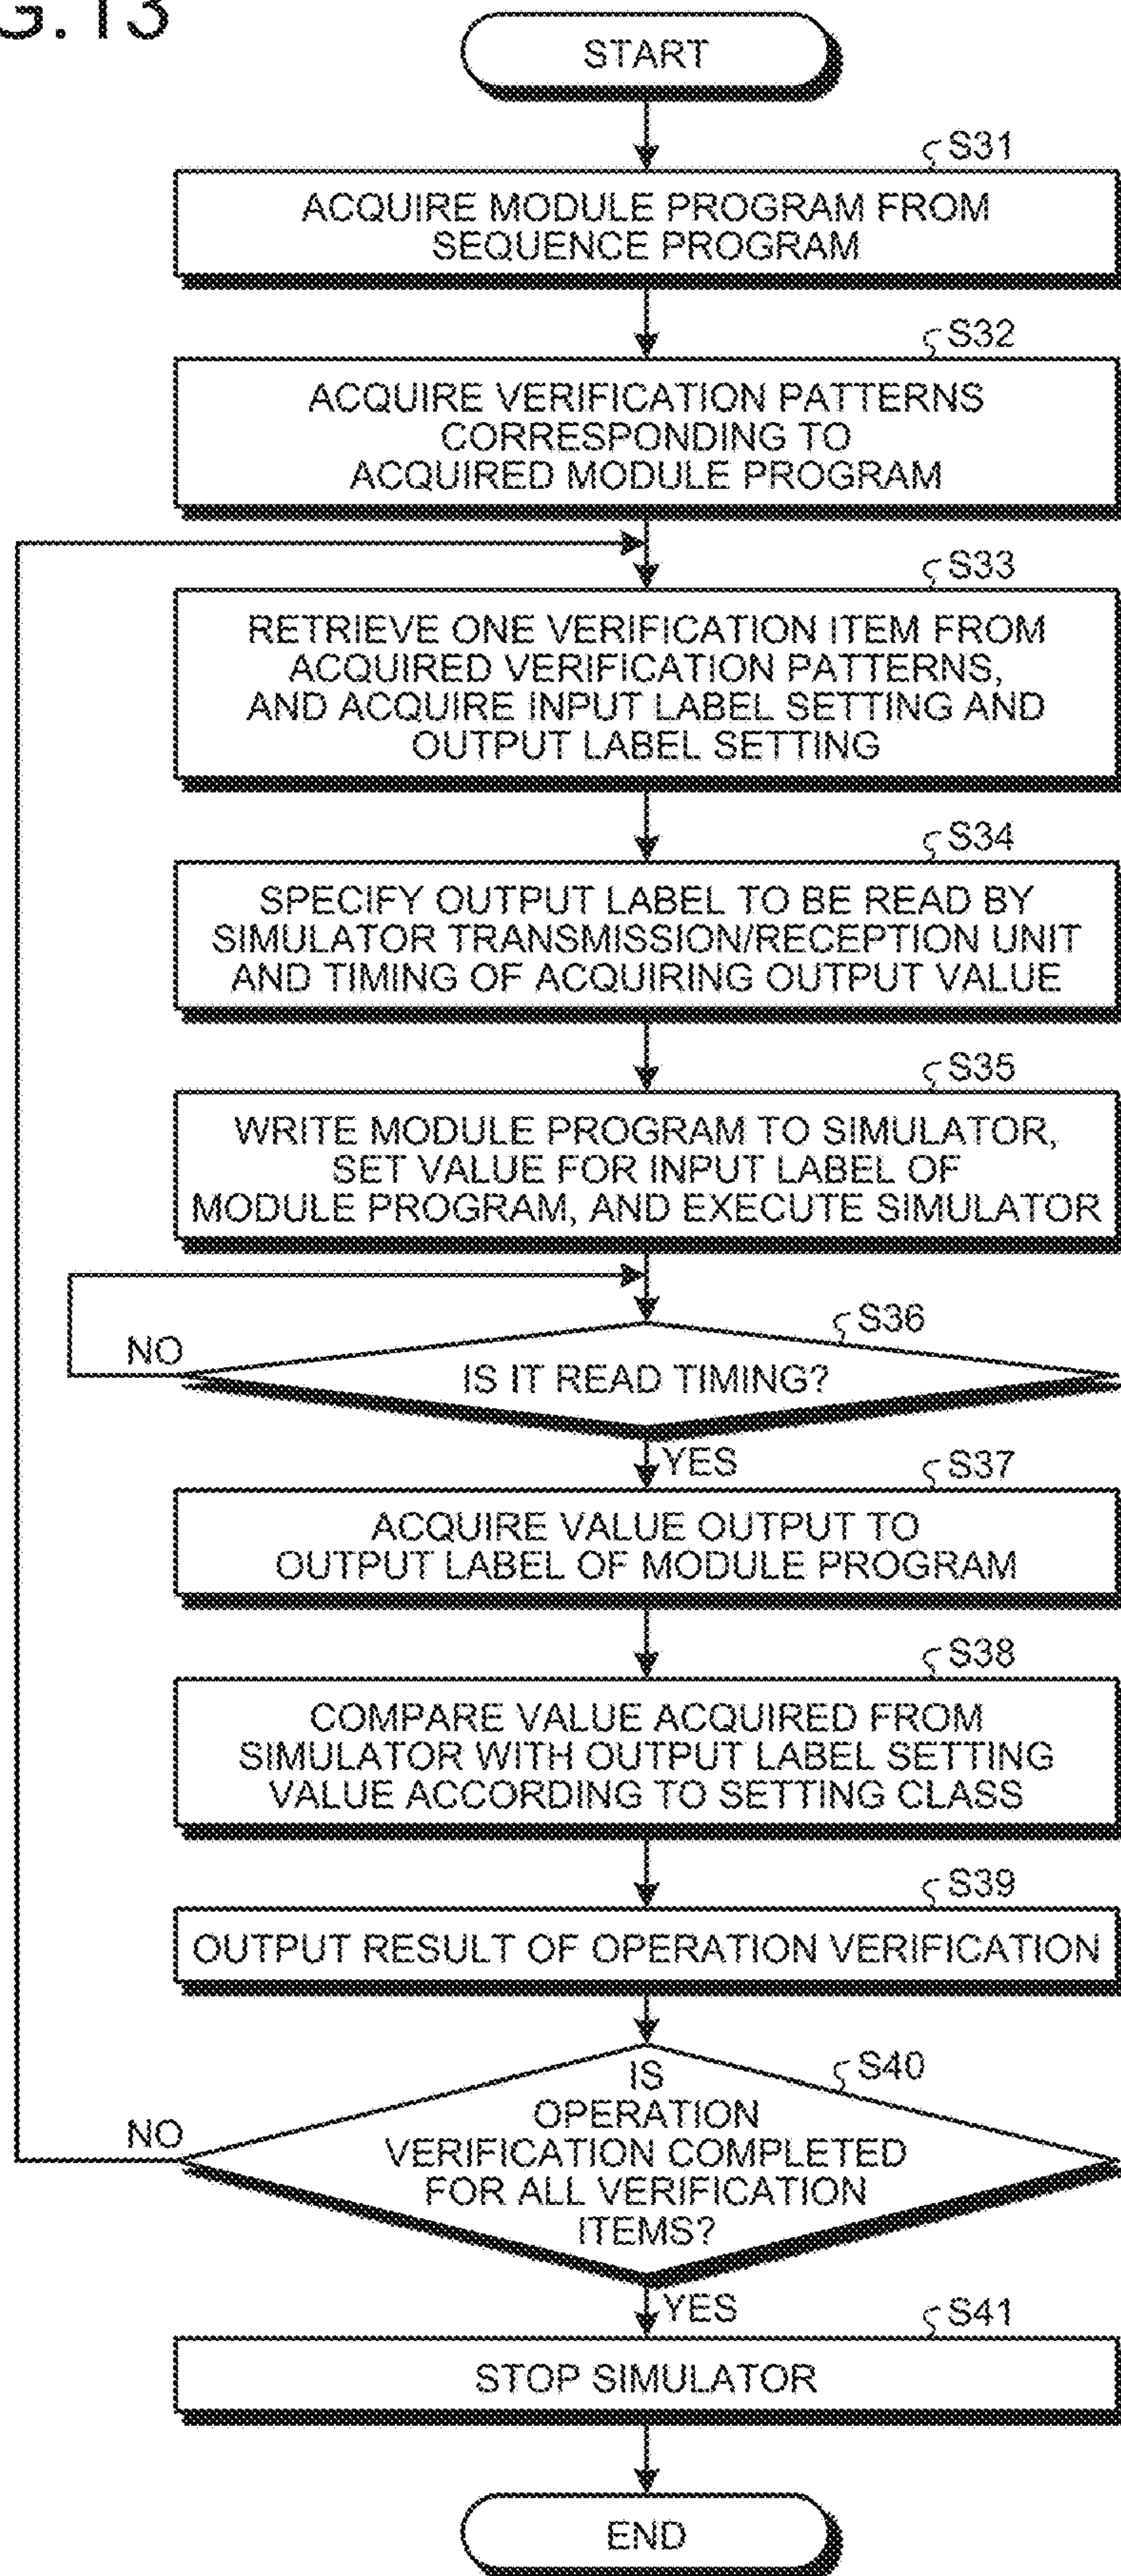 G. 13
START
S31
ACQUIRE MODULE PROGRAM FROM
SEQUENCE PROGRAM
S32
ACQUIRE VERIFICATION PATTERNS
CORRESPONDING TO
ACQUIRED MODULE PROGRAM
S33
RETRIEVE ONE VERIFICATION ITEM FROM
ACQUIRED VERIFICATION PATTERNS,
AND ACQUIRE INPUT LABEL SETTING AND
OUTPUT LABEL SETTING
S34
SPECIFY OUTPUT LABEL TO BE READ BY
SIMULATOR TRANSMISSION/RECEPTION UNIT
AND TIMING OF ACQUIRING OUTPUT VALUE
S35
WRITE MODULE PROGRAM TO SIMULATOR,
SET VALUE FOR INPUT LABEL OF
MODULE PROGRAM, AND EXECUTE SIMULATOR
S36
NO
IS IT READ TIMING?
YES
S37
ACQUIRE VALUE OUTPUT TO
OUTPUT LABEL OF MODULE PROGRAM
S38
COMPARE VALUE ACQUIRED FROM
SIMULATOR WITH OUTPUT LABEL SETTING
VALUE ACCORDING TO SETTING CLASS
S39
OUTPUT RESULT OF OPERATION VERIFICATION
S40
NO
IS
OPERATION
VERIFICATION COMPLETED
FOR ALL VERIFICATION
ITEMS?
YES
S41
STOP SIMULATOR
END